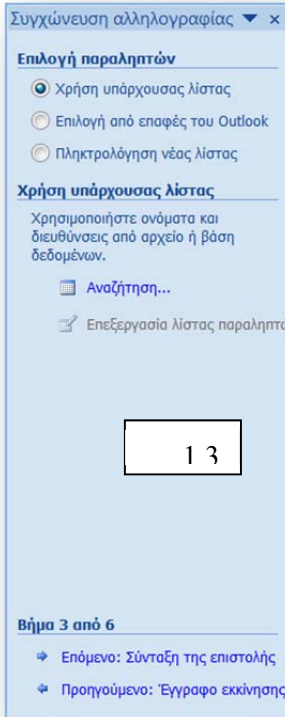 Συγχώνευση αλληλογραφίας
Επιλογή παραληπτών
Χρήση υπάρχουσας λίστας
Επιλογή από επαφές του Outlook
Πληκτρολόγηση νέας λίστας
Χρήση υπάρχουσας λίστας
Χρησιμοποιήστε ονόματα και
διευθύνσεις από αρχείο ή βάση
δεδομένων.
Αναζήτηση...
Επεξεργασία λίστας παραληπτώ
13
Βήμα 3 από 6
Επόμενο: Σύνταξη της επιστολής
Προηγούμενο: Έγγραφο εκκίνησης